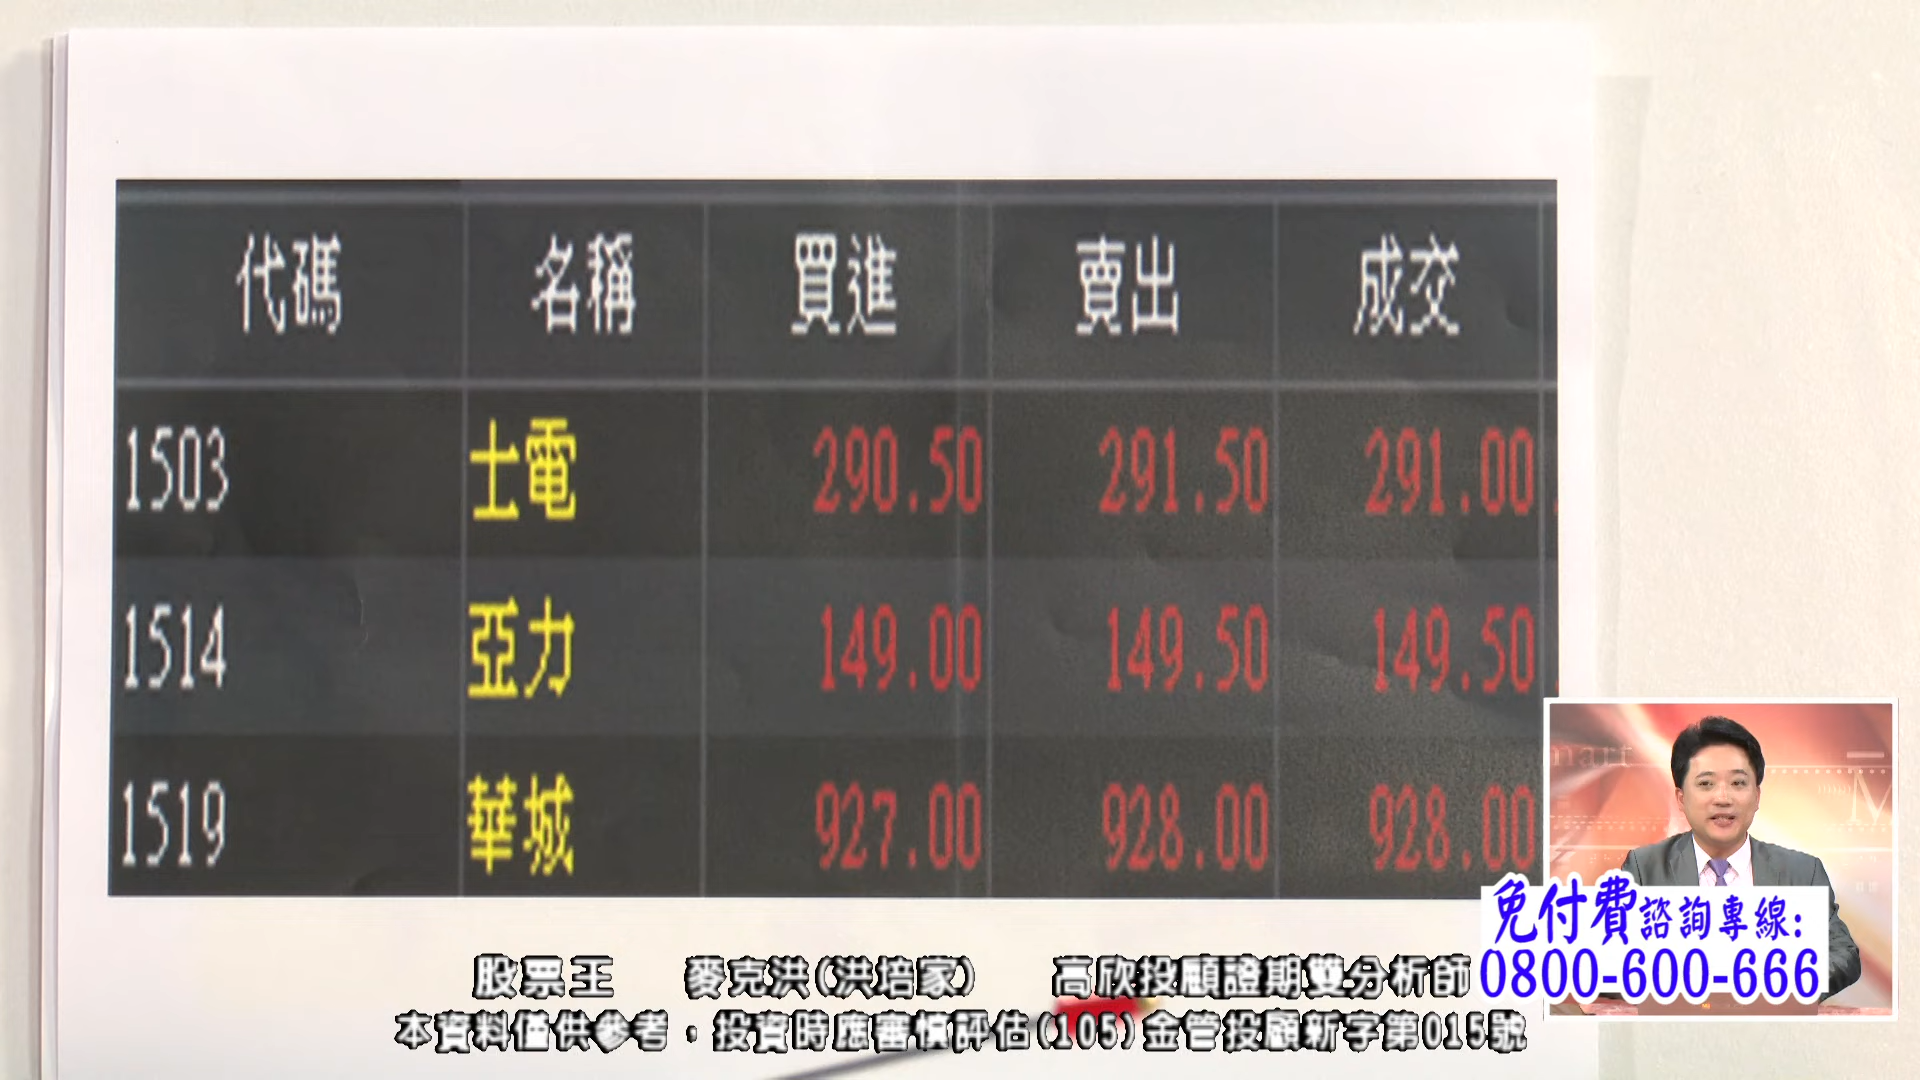 代碼 名稱 買進 賣出 成交
1503 士電 290.50 291.50 291.00
1514 亞力 149.00 149.50 149.50
1519 華城 927.00 928.00 928.00
免付費諮詢專線:
0800-600-666
股票王 麥克洪(洪培家) 高欣投顧證期雙分析師
本資料僅供參考，投資時應審慎評估(105)金管投顧新字第015號